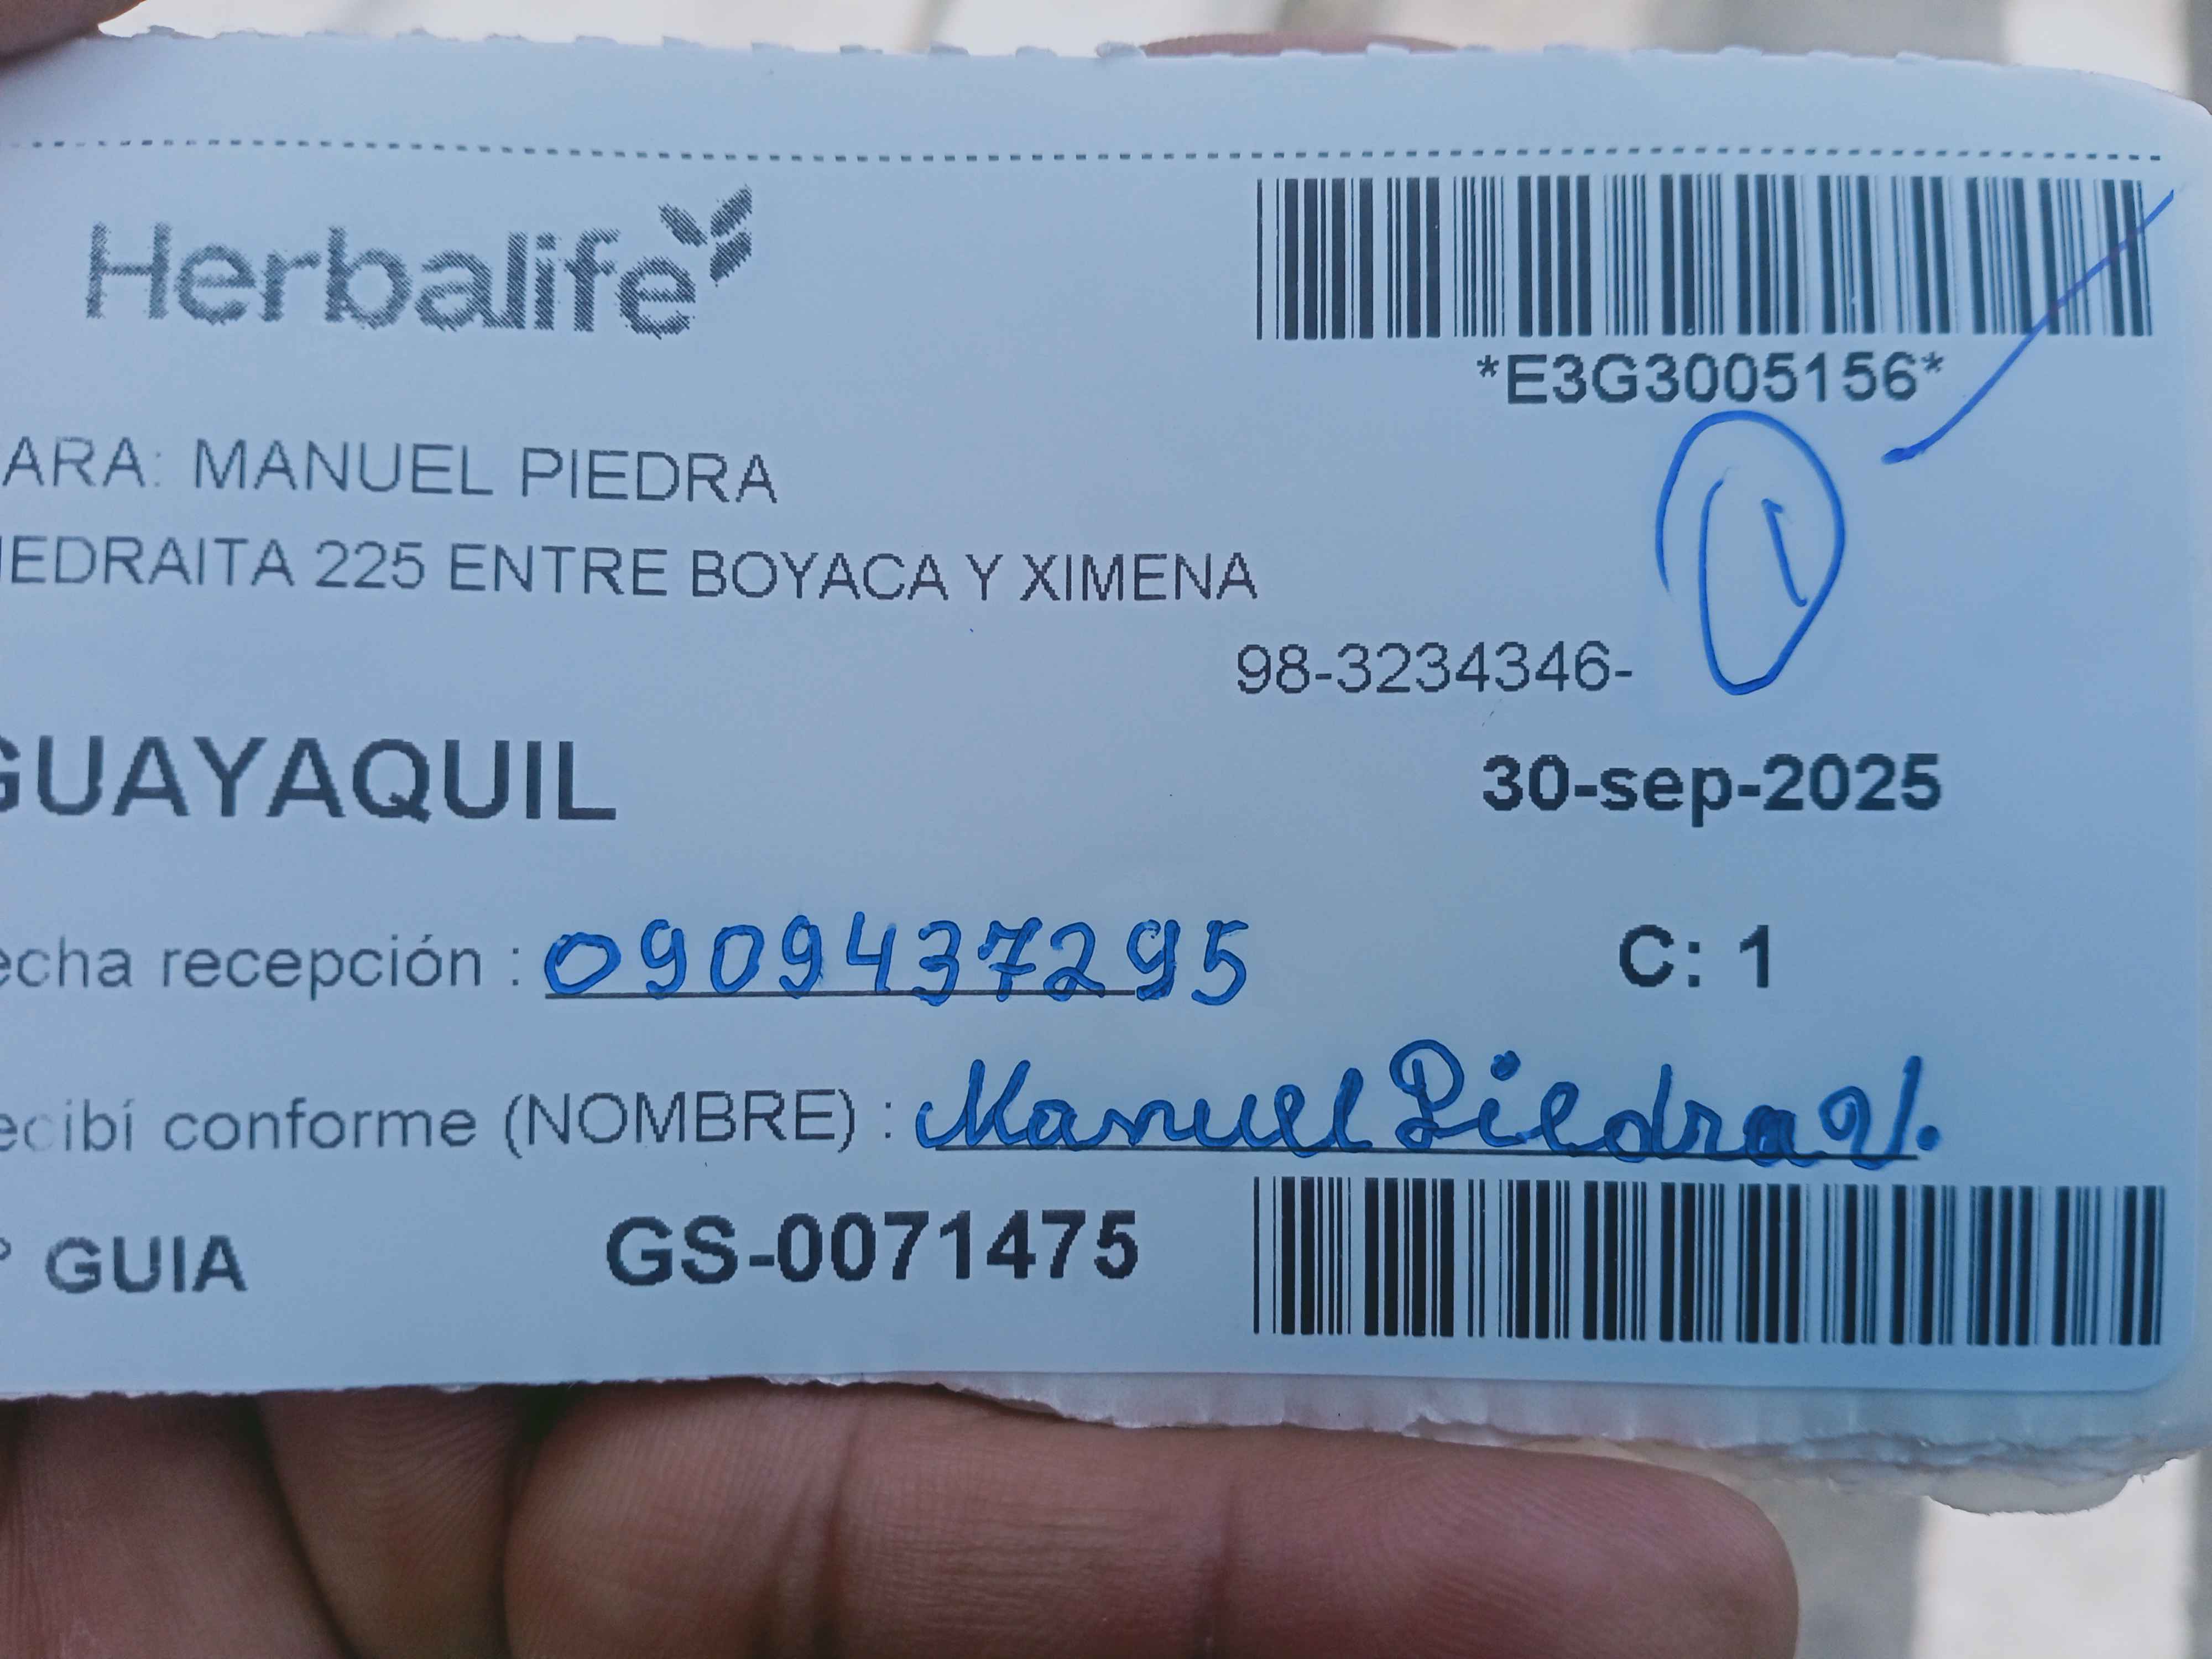 Herbalife
*E3G3005156*
ARA: MANUEL PIEDRA
IEDRAITA 225 ENTRE BOYACA Y XIMENA
98-3234346-
GUAYAQUIL
30-sep-2025
echa recepción : 0909437295
C: 1
ecibí conforme (NOMBRE) : Manuel Piedra V.
° GUIA GS-0071475